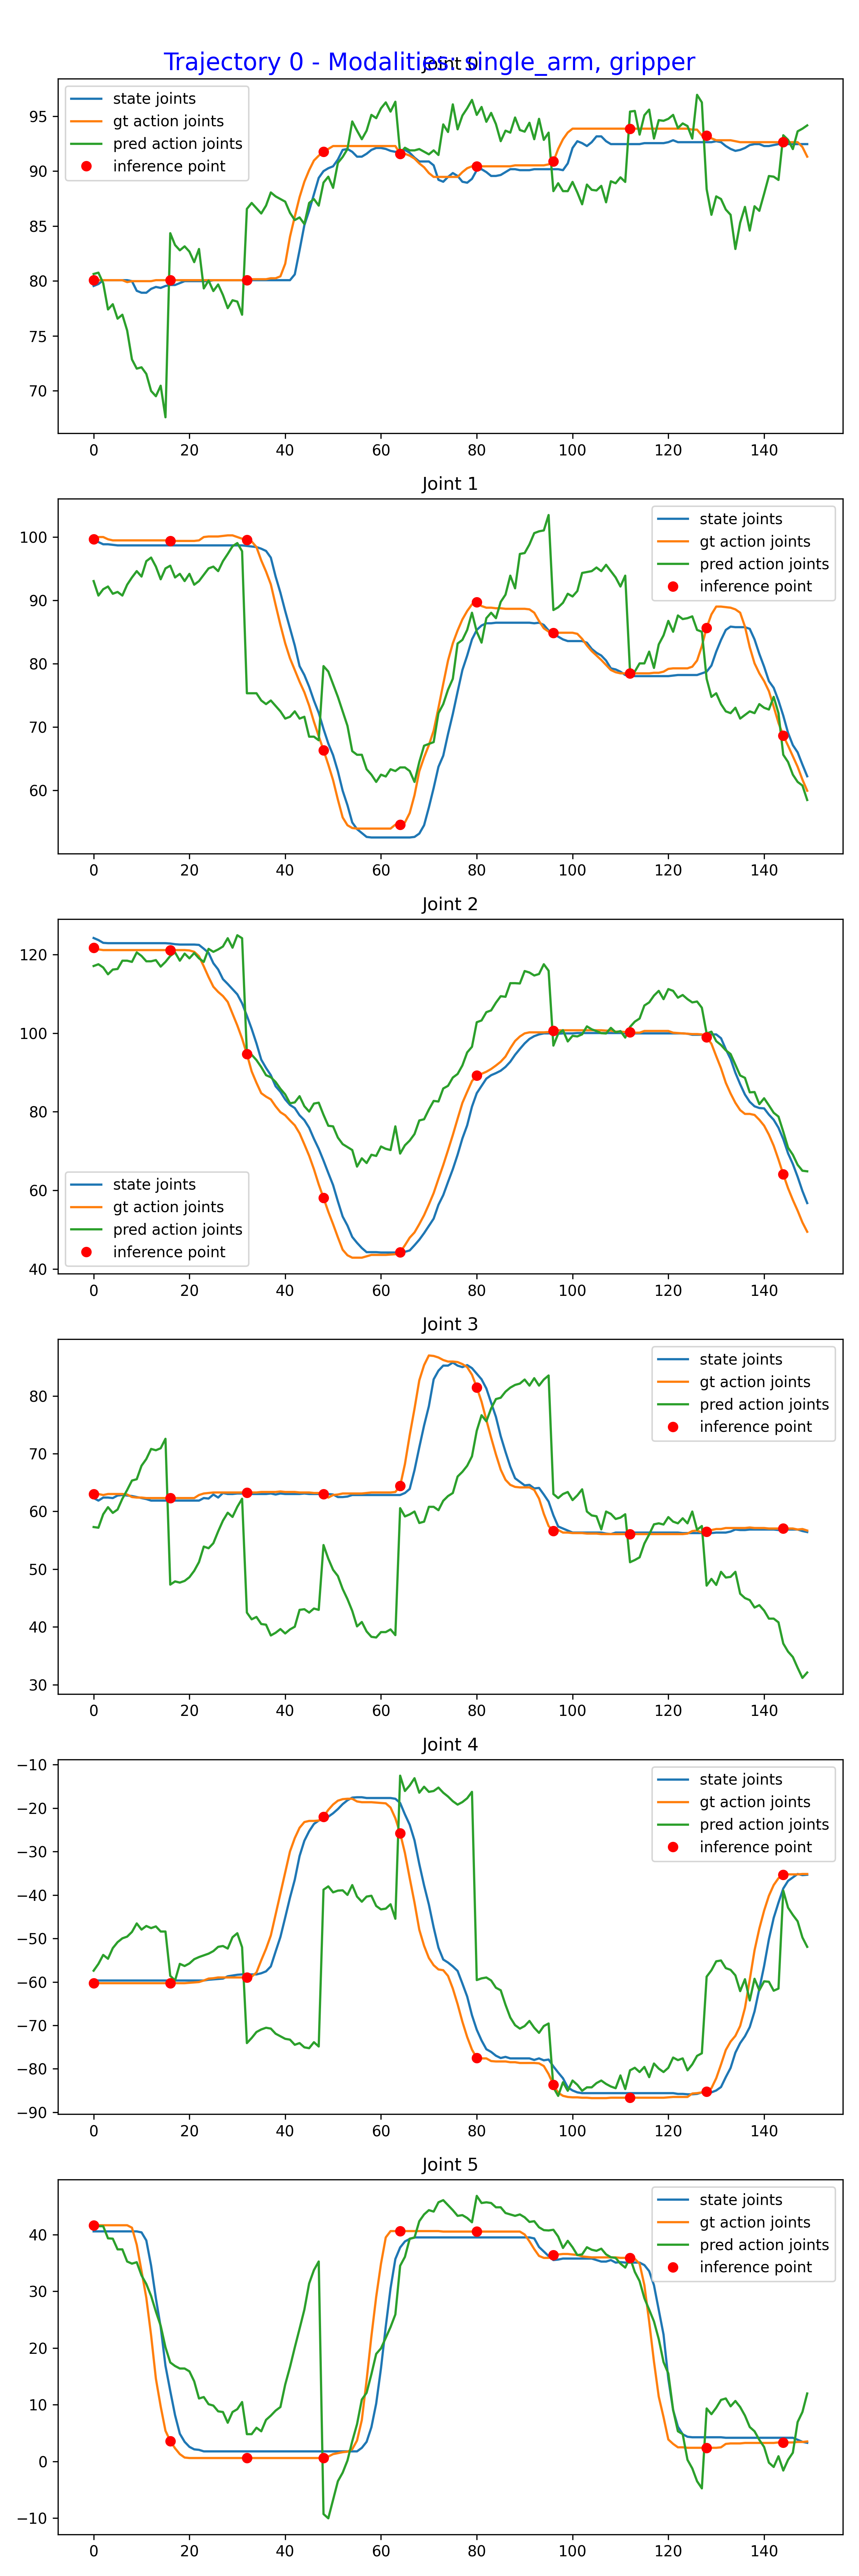 Trajectory 0 - Modalities: single_arm, gripper
Joint 0
state joints
gt action joints
pred action joints
inference point
95
90
85
80
75
70
0 20 40 60 80 100 120 140
Joint 1
state joints
gt action joints
pred action joints
inference point
100
90
80
70
60
0 20 40 60 80 100 120 140
Joint 2
120
100
80
60
40
state joints
gt action joints
pred action joints
inference point
0 20 40 60 80 100 120 140
Joint 3
state joints
gt action joints
pred action joints
inference point
80
70
60
50
40
30
0 20 40 60 80 100 120 140
Joint 4
state joints
gt action joints
pred action joints
inference point
−10
−20
−30
−40
−50
−60
−70
−80
−90
0 20 40 60 80 100 120 140
Joint 5
state joints
gt action joints
pred action joints
inference point
40
30
20
10
0
−10
0 20 40 60 80 100 120 140